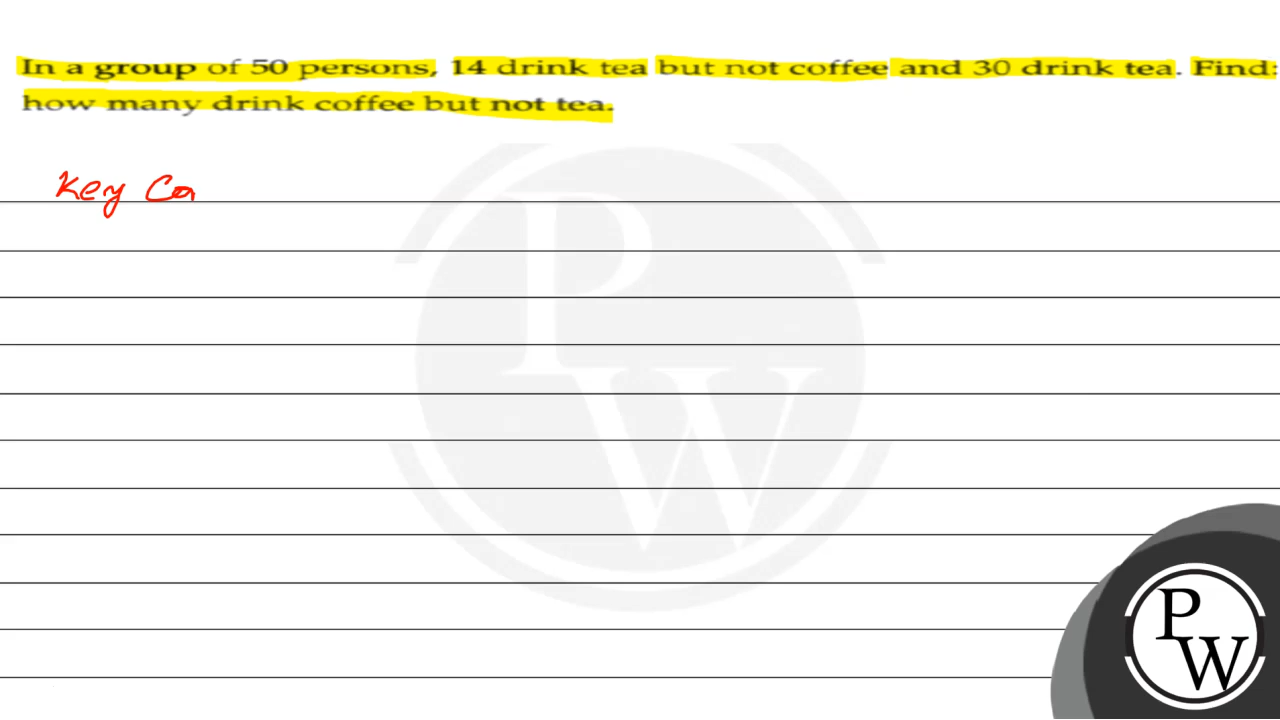 In a group of 50 persons, 14 drink tea but not coffee and 30 drink tea. Find:
how many drink coffee but not tea.
Key Co
P
W
P
W